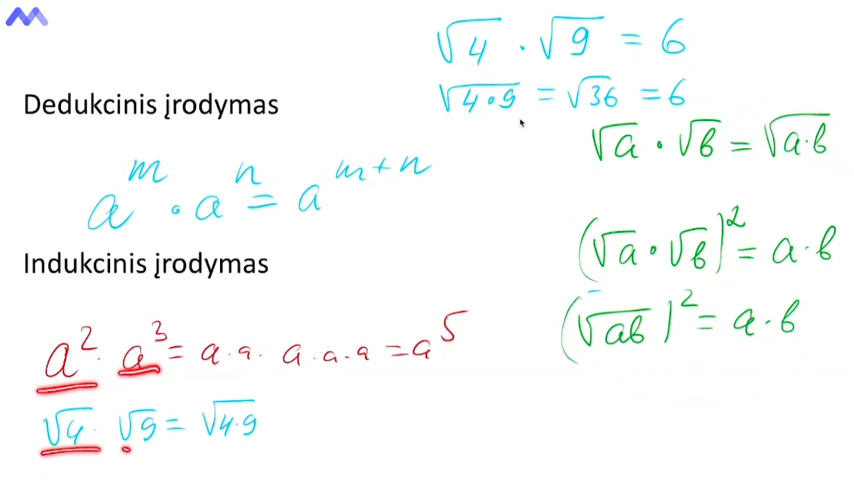 √4 · √9 = 6
√(4·9) = √36 = 6
Dedukcinis įrodymas
√a · √b = √(a·b)
a^m · a^n = a^(m+n)
(√a · √b)² = a·b
Indukcinis įrodymas
(√ab)² = a·b
a² · a³ = a·a· a·a·a = a⁵
√4 · √9 = √(4·9)